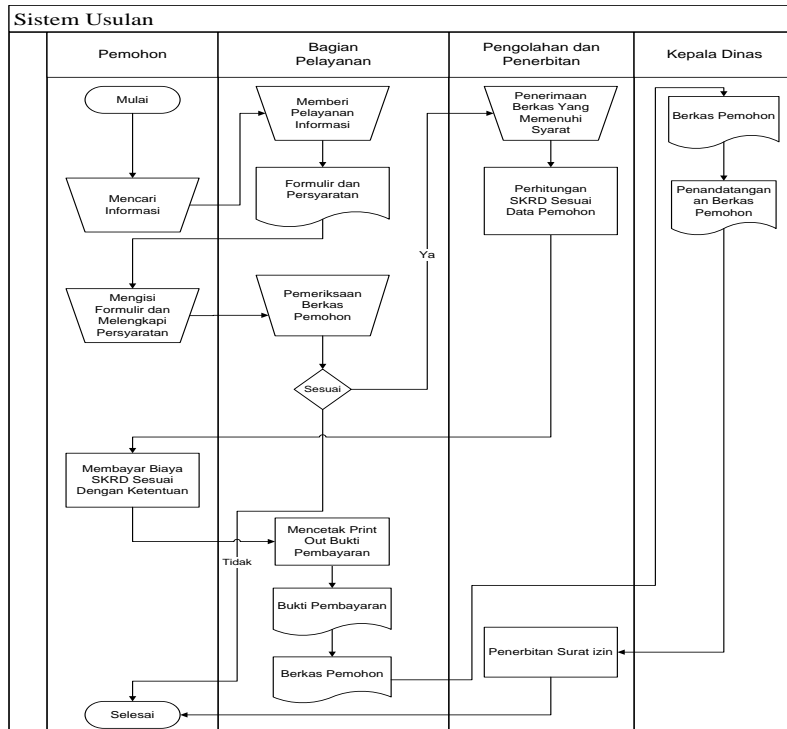 Sistem Usulan
Pemohon
Bagian
Pelayanan
Pengolahan dan
Penerbitan
Kepala Dinas
Mulai
Mencari
Informasi
Memberi
Pelayanan
Informasi
Formulir dan
Persyaratan
Mengisi
Formulir dan
Melengkapi
Persyaratan
Pemeriksaan
Berkas
Pemohon
Sesuai
Ya
Tidak
Penerimaan
Berkas Yang
Memenuhi
Syarat
Perhitungan
SKRD Sesuai
Data Pemohon
Membayar Biaya
SKRD Sesuai
Dengan Ketentuan
Mencetak Print
Out Bukti
Pembayaran
Bukti Pembayaran
Berkas Pemohon
Berkas Pemohon
Penandatangan
an Berkas
Pemohon
Penerbitan Surat izin
Selesai